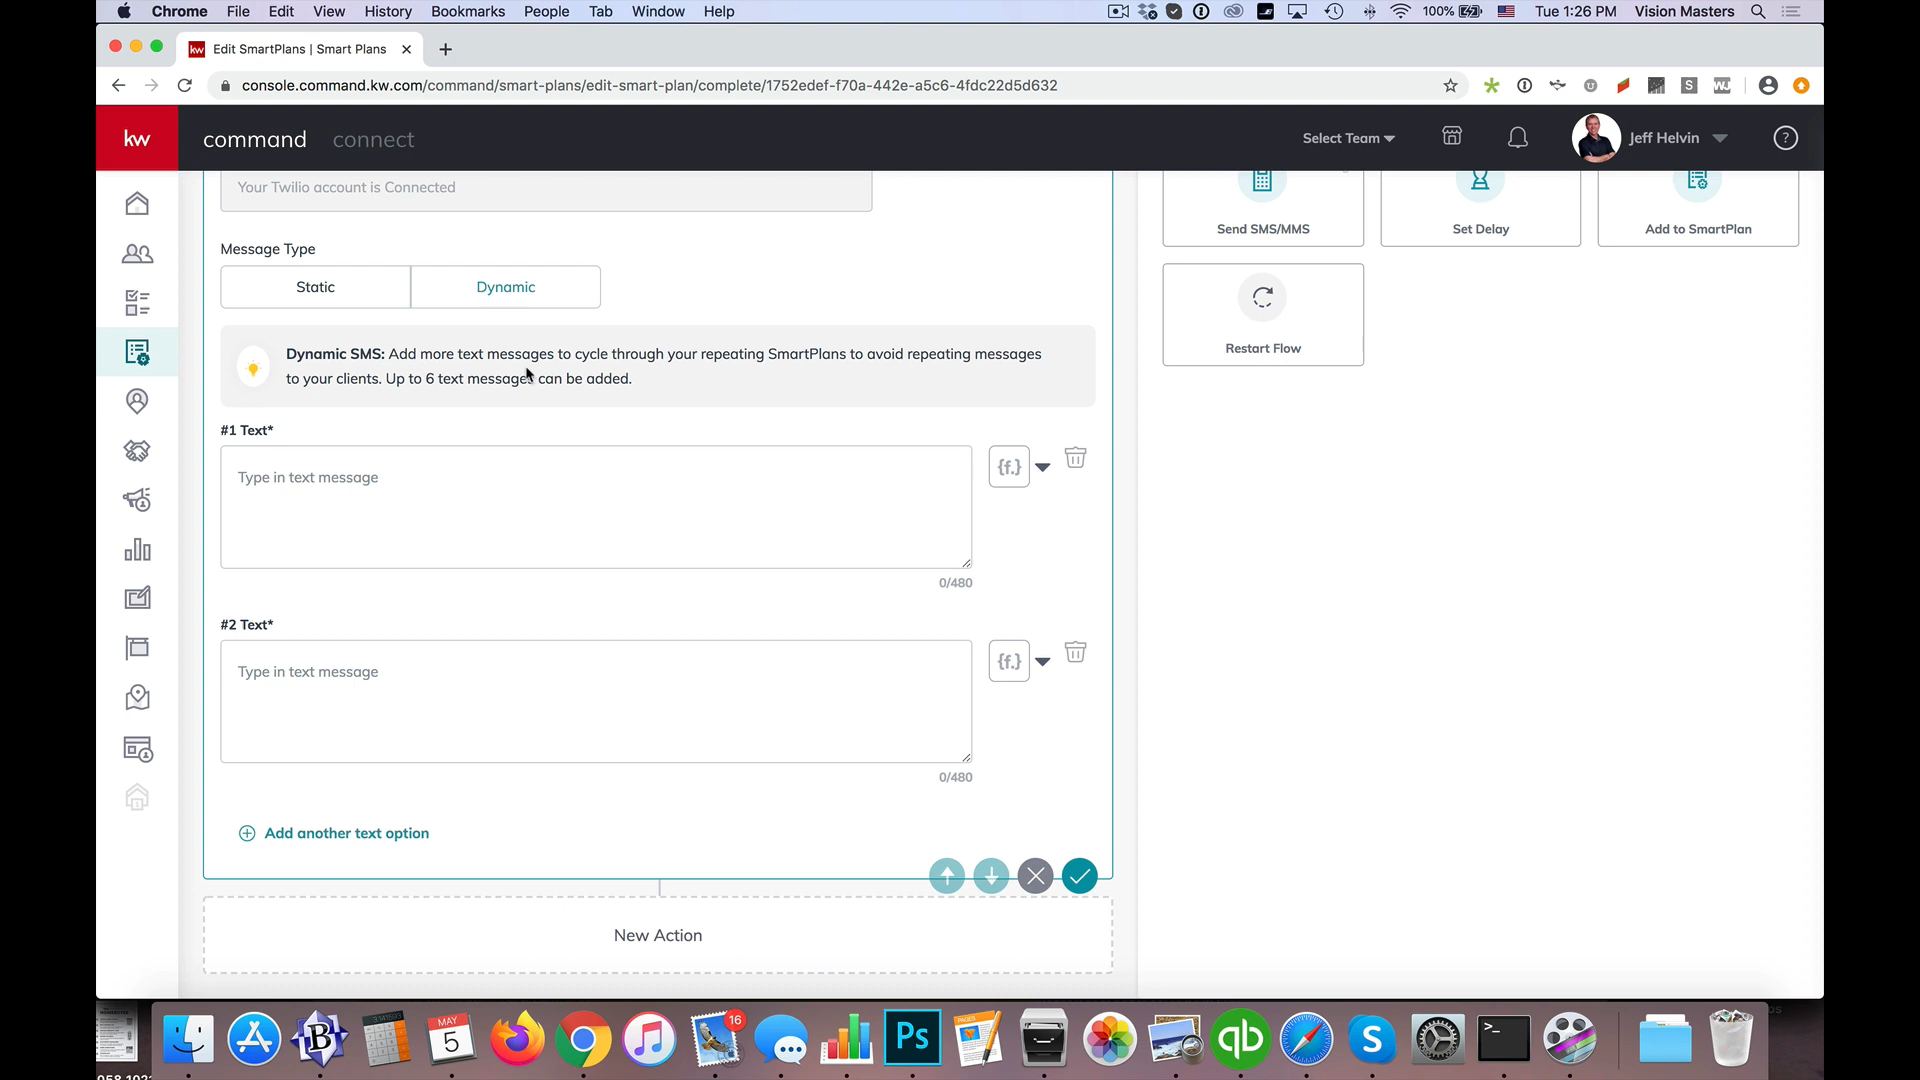 Chrome File Edit View History Bookmarks People Tab Window Help 100% Tue 1:26 PM Vision Masters
kw Edit SmartPlans | Smart Plans
console.command.kw.com/command/smart-plans/edit-smart-plan/complete/1752edef-f70a-442e-a5c6-4fdc22d5d632
kw command connect Select Team Jeff Helvin
Your Twilio account is Connected
Send SMS/MMS Set Delay Add to SmartPlan
Message Type
Static Dynamic
Restart Flow
Dynamic SMS: Add more text messages to cycle through your repeating SmartPlans to avoid repeating messages
to your clients. Up to 6 text messages can be added.
#1 Text*
Type in text message
{f.}
0/480
#2 Text*
Type in text message
{f.}
0/480
Add another text option
New Action
MAY
5
16
Ps
PAGES
qb
S